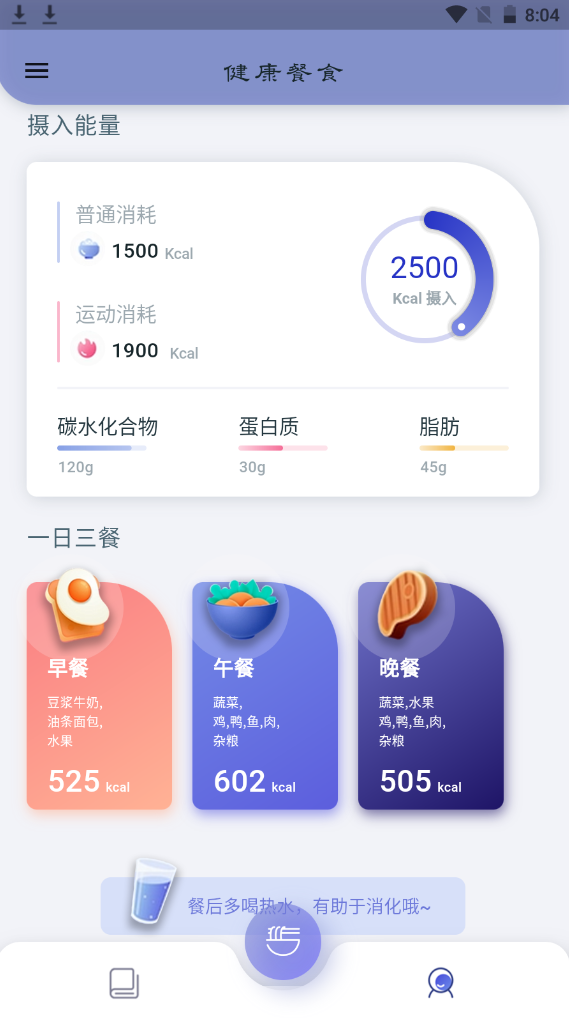 8:04
健康餐食
摄入能量
普通消耗
1500 Kcal
2500
Kcal 摄入
运动消耗
1900 Kcal
碳水化合物 蛋白质 脂肪
120g 30g 45g
一日三餐
早餐
豆浆牛奶,
油条面包,
水果
525 kcal
午餐
蔬菜,
鸡,鸭,鱼,肉,
杂粮
602 kcal
晚餐
蔬菜,水果
鸡,鸭,鱼,肉,
杂粮
505 kcal
餐后多喝热水，有助于消化哦~